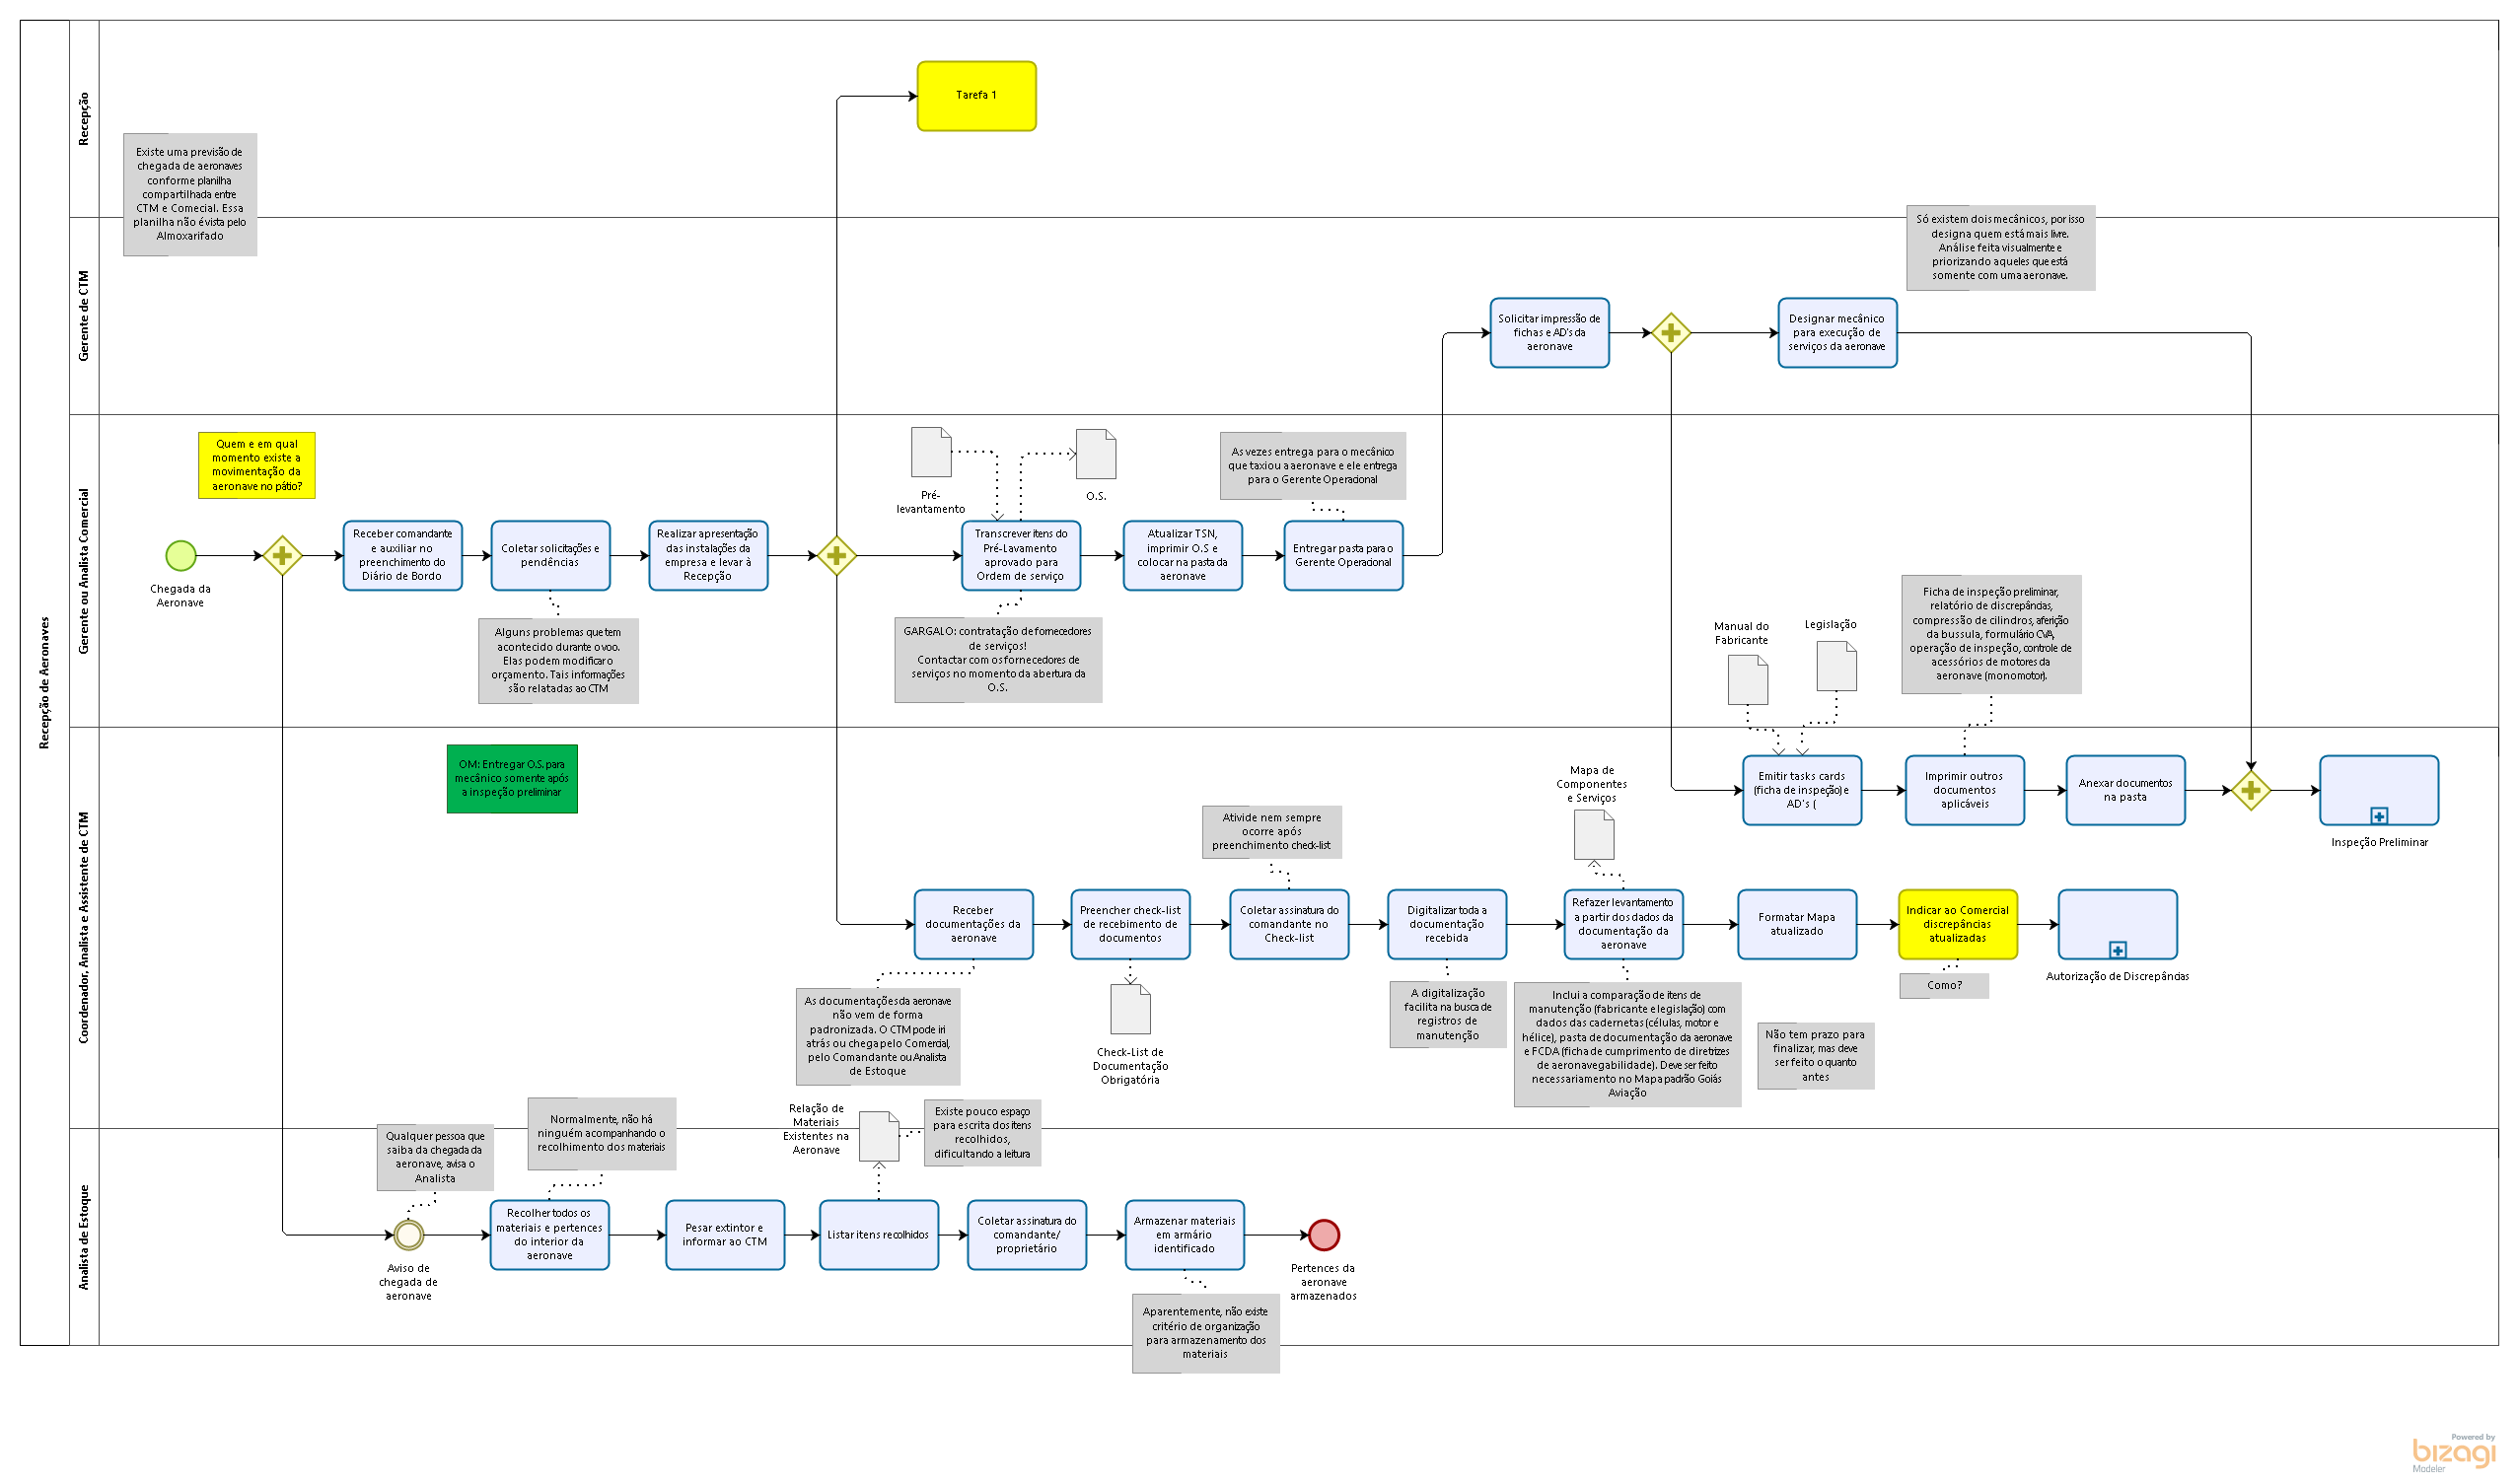 Recepção de Aeronaves
Recepção
Tarefa 1
Existe uma previsão de
chegada de aeronaves
conforme planilha
compartilhada entre
CTM e Comecial. Essa
planilha não é vista pelo
Almoxarifado
Gerente de CTM
Só existem dois mecânicos, por isso
designa quem está mais livre.
Análise feita visualmente e
priorizando aqueles que está
somente com uma aeronave.
Solicitar impressão de
fichas e AD's da
aeronave
Designar mecânico
para execução de
serviços da aeronave
Gerente ou Analista Comercial
Quem e em qual
momento existe a
movimentação da
aeronave no pátio?
Chegada da
Aeronave
Receber comandante
e auxiliar no
preenchimento do
Diário de Bordo
Coletar solicitações e
pendências
Realizar apresentação
das instalações da
empresa e levar à
Recepção
Alguns problemas que tem
acontecido durante o voo.
Elas podem modificar o
orçamento. Tais informações
são relatadas ao CTM
Pré-
levantamento
O.S.
Transcrever itens do
Pré-Lavamento
aprovado para
Ordem de serviço
Atualizar TSN,
imprimir O.S e
colocar na pasta da
aeronave
Entregar pasta para o
Gerente Operacional
As vezes entrega para o mecânico
que taxiou a aeronave e ele entrega
para o Gerente Operacional
GARGALO: contratação de fornecedores
de serviços!
Contactar com os fornecedores de
serviços no momento da abertura da
O.S.
Manual do
Fabricante
Legislação
Ficha de inspeção preliminar,
relatório de discrepâncias,
compressão de cilindros, aferição
da bussula, formulário CVA,
operação de inspeção, controle de
acessórios de motores da
aeronave (monomotor).
Coordenador, Analista e Assistente de CTM
OM: Entregar O.S. para
mecânico somente após
a inspeção preliminar
Emitir tasks cards
(ficha de inspeção) e
AD's (
Imprimir outros
documentos
aplicáveis
Anexar documentos
na pasta
Inspeção Preliminar
Mapa de
Componentes
e Serviços
Ativide nem sempre
ocorre após
preenchimento check-list
Receber
documentações da
aeronave
Preencher check-list
de recebimento de
documentos
Coletar assinatura do
comandante no
Check-list
Digitalizar toda a
documentação
recebida
Refazer levantamento
a partir dos dados da
documentação da
aeronave
Formatar Mapa
atualizado
Indicar ao Comercial
discrepâncias
atualizadas
Autorização de Discrepâncias
Como?
As documentações da aeronave
não vem de forma
padronizada. O CTM pode iri
atrás ou chega pelo Comercial,
pelo Comandante ou Analista
de Estoque
Check-List de
Documentação
Obrigatória
A digitalização
facilita na busca de
registros de
manutenção
Inclui a comparação de itens de
manutenção (fabricante e legislação) com
dados das cadernetas (células, motor e
hélice), pasta de documentação da aeronave
e FCDA (ficha de cumprimento de diretrizes
de aeronavegabilidade). Deve ser feito
necessariamento no Mapa padrão Goiás
Aviação
Não tem prazo para
finalizar, mas deve
ser feito o quanto
antes
Analista de Estoque
Qualquer pessoa que
saiba da chegada da
aeronave, avisa o
Analista
Normalmente, não há
ninguém acompanhando o
recolhimento dos materiais
Relação de
Materiais
Existentes na
Aeronave
Existe pouco espaço
para escrita dos itens
recolhidos,
dificultando a leitura
Aviso de
chegada de
aeronave
Recolher todos os
materiais e pertences
do interior da
aeronave
Pesar extintor e
informar ao CTM
Listar itens recolhidos
Coletar assinatura do
comandante/
proprietário
Armazenar materiais
em armário
identificado
Pertences da
aeronave
armazenados
Aparentemente, não existe
critério de organização
para armazenamento dos
materiais
Powered by
bizagi
Modeler